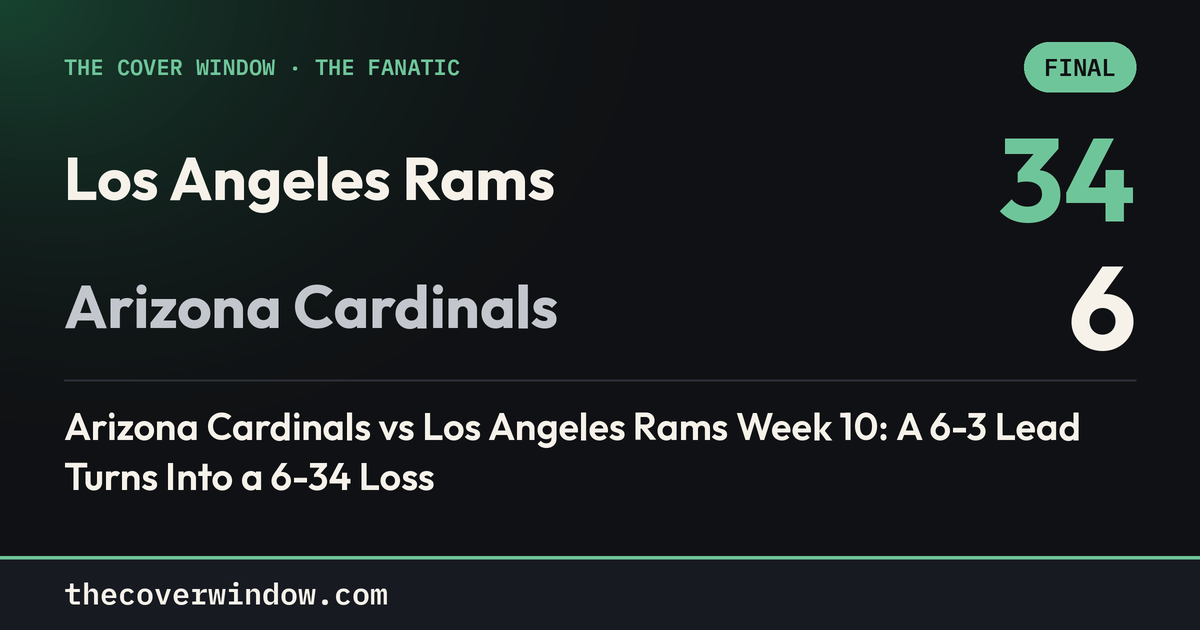 THE COVER WINDOW · THE FANATIC
FINAL
Los Angeles Rams 34
Arizona Cardinals 6
Arizona Cardinals vs Los Angeles Rams Week 10: A 6-3 Lead
Turns Into a 6-34 Loss
thecoverwindow.com